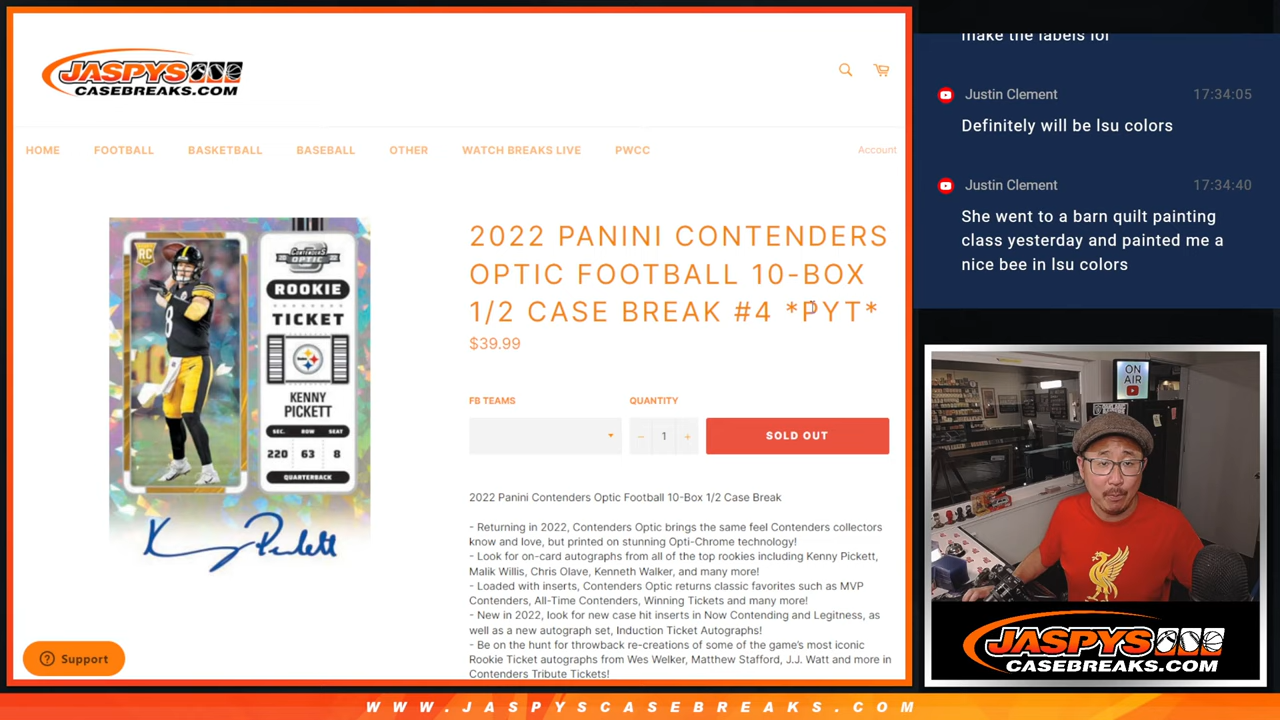 JASPYS
CASEBREAKS.COM
HOME FOOTBALL BASKETBALL BASEBALL OTHER WATCH BREAKS LIVE PWCC Account
RC
8
CONTENDERS
OPTIC
ROOKIE
TICKET
Steelers
KENNY
PICKETT
SEC. ROW SEAT
220 63 8
QUARTERBACK
2022 PANINI CONTENDERS
OPTIC FOOTBALL 10-BOX
1/2 CASE BREAK #4 *PYT*
$39.99
FB TEAMS QUANTITY
− 1 + SOLD OUT
2022 Panini Contenders Optic Football 10-Box 1/2 Case Break
- Returning in 2022, Contenders Optic brings the same feel Contenders collectors
know and love, but printed on stunning Opti-Chrome technology!
- Look for on-card autographs from all of the top rookies including Kenny Pickett,
Malik Willis, Chris Olave, Kenneth Walker, and many more!
- Loaded with inserts, Contenders Optic returns classic favorites such as MVP
Contenders, All-Time Contenders, Winning Tickets and many more!
- New in 2022, look for new case hit inserts in Now Contending and Legitness, as
well as a new autograph set, Induction Ticket Autographs!
- Be on the hunt for throwback re-creations of some of the game's most iconic
Rookie Ticket autographs from Wes Welker, Matthew Stafford, J.J. Watt and more in
Contenders Tribute Tickets!
? Support
make the labels for
Justin Clement 17:34:05
Definitely will be lsu colors
Justin Clement 17:34:40
She went to a barn quilt painting
class yesterday and painted me a
nice bee in lsu colors
ON
AIR
JASPYS
CASEBREAKS.COM
WWW.JASPYSCASEBREAKS.COM